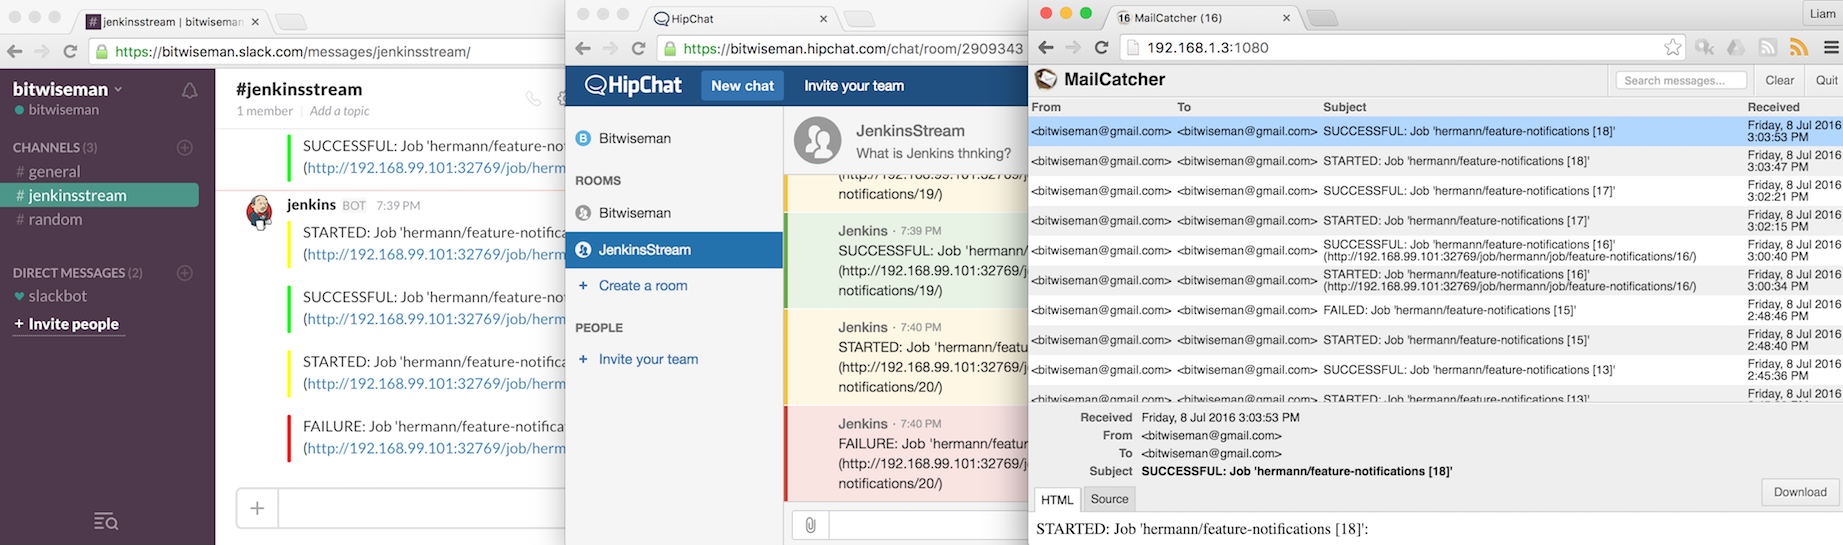 jenkinsstream | bitwiseman
https://bitwiseman.slack.com/messages/jenkinsstream/
bitwiseman
bitwiseman
CHANNELS (3)
# general
# jenkinsstream
# random
DIRECT MESSAGES (2)
slackbot
+ Invite people
#jenkinsstream
1 member | Add a topic
SUCCESSFUL: Job 'hermann/feature-no
(http://192.168.99.101:32769/job/herm
jenkins BOT 7:39 PM
STARTED: Job 'hermann/feature-notifica
(http://192.168.99.101:32769/job/herm
SUCCESSFUL: Job 'hermann/feature-no
(http://192.168.99.101:32769/job/herm
STARTED: Job 'hermann/feature-notifica
(http://192.168.99.101:32769/job/herm
FAILURE: Job 'hermann/feature-notifica
(http://192.168.99.101:32769/job/herm
HipChat
https://bitwiseman.hipchat.com/chat/room/2909343
HipChat New chat Invite your team
Bitwiseman
ROOMS
Bitwiseman
JenkinsStream
+ Create a room
PEOPLE
+ Invite your team
JenkinsStream
What is Jenkins thnking?
(http://192.168.99.101:32769/j
notifications/19/)
Jenkins · 7:39 PM
SUCCESSFUL: Job 'hermann/
(http://192.168.99.101:32769/j
notifications/19/)
Jenkins · 7:40 PM
STARTED: Job 'hermann/featu
(http://192.168.99.101:32769/j
notifications/20/)
Jenkins · 7:40 PM
FAILURE: Job 'hermann/featur
(http://192.168.99.101:32769/j
notifications/20/)
16 MailCatcher (16)
Liam
192.168.1.3:1080
MailCatcher Search messages... Clear Quit
From To Subject Received
<bitwiseman@gmail.com> <bitwiseman@gmail.com> SUCCESSFUL: Job 'hermann/feature-notifications [18]' Friday, 8 Jul 2016
3:03:53 PM
<bitwiseman@gmail.com> <bitwiseman@gmail.com> STARTED: Job 'hermann/feature-notifications [18]' Friday, 8 Jul 2016
3:03:47 PM
<bitwiseman@gmail.com> <bitwiseman@gmail.com> SUCCESSFUL: Job 'hermann/feature-notifications [17]' Friday, 8 Jul 2016
3:02:21 PM
<bitwiseman@gmail.com> <bitwiseman@gmail.com> STARTED: Job 'hermann/feature-notifications [17]' Friday, 8 Jul 2016
3:02:15 PM
<bitwiseman@gmail.com> <bitwiseman@gmail.com> SUCCESSFUL: Job 'hermann/feature-notifications [16]' Friday, 8 Jul 2016
(http://192.168.99.101:32769/job/hermann/job/feature-notifications/16/) 3:00:40 PM
<bitwiseman@gmail.com> <bitwiseman@gmail.com> STARTED: Job 'hermann/feature-notifications [16]' Friday, 8 Jul 2016
(http://192.168.99.101:32769/job/hermann/job/feature-notifications/16/) 3:00:34 PM
<bitwiseman@gmail.com> <bitwiseman@gmail.com> FAILED: Job 'hermann/feature-notifications [15]' Friday, 8 Jul 2016
2:48:46 PM
<bitwiseman@gmail.com> <bitwiseman@gmail.com> STARTED: Job 'hermann/feature-notifications [15]' Friday, 8 Jul 2016
2:48:40 PM
<bitwiseman@gmail.com> <bitwiseman@gmail.com> SUCCESSFUL: Job 'hermann/feature-notifications [13]' Friday, 8 Jul 2016
2:45:36 PM
<bitwiseman@gmail.com> <bitwiseman@gmail.com> STARTED: Job 'hermann/feature-notifications [13]' Friday, 8 Jul 2016
Received Friday, 8 Jul 2016 3:03:53 PM
From <bitwiseman@gmail.com>
To <bitwiseman@gmail.com>
Subject SUCCESSFUL: Job 'hermann/feature-notifications [18]'
HTML Source Download
STARTED: Job 'hermann/feature-notifications [18]':